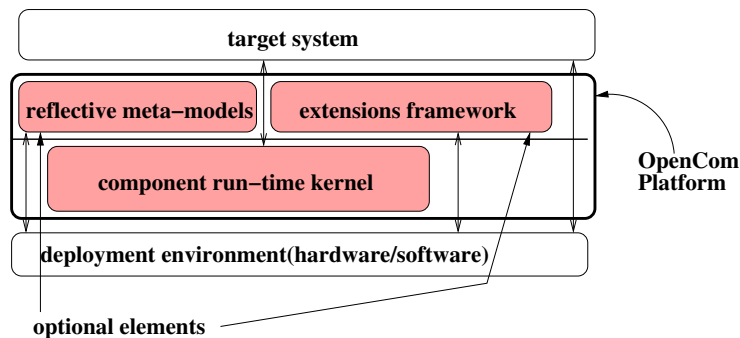 target system
reflective meta-models
extensions framework
OpenCom
Platform
component run-time kernel
deployment environment(hardware/software)
optional elements